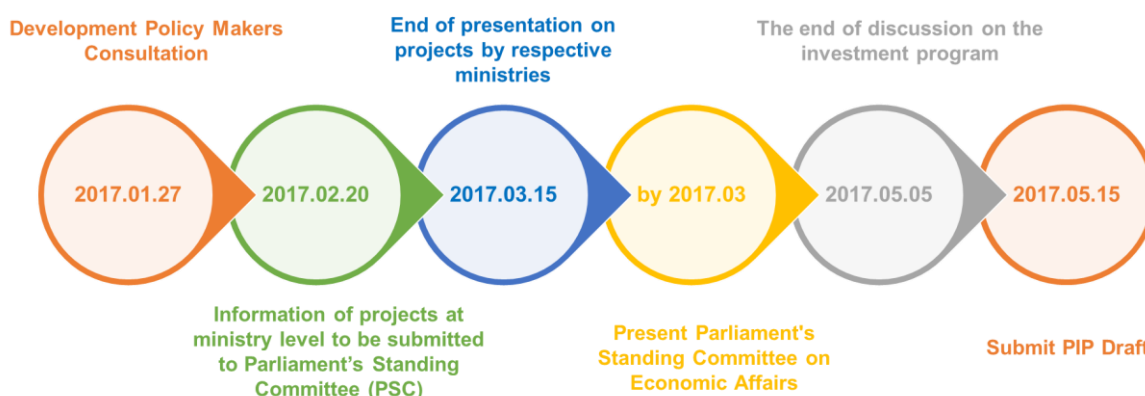 Development Policy Makers
Consultation
End of presentation on
projects by respective
ministries
The end of discussion on the
investment program
2017.01.27
2017.02.20
2017.03.15
by 2017.03
2017.05.05
2017.05.15
Information of projects at
ministry level to be submitted
to Parliament’s Standing
Committee (PSC)
Present Parliament's
Standing Committee on
Economic Affairs
Submit PIP Draft